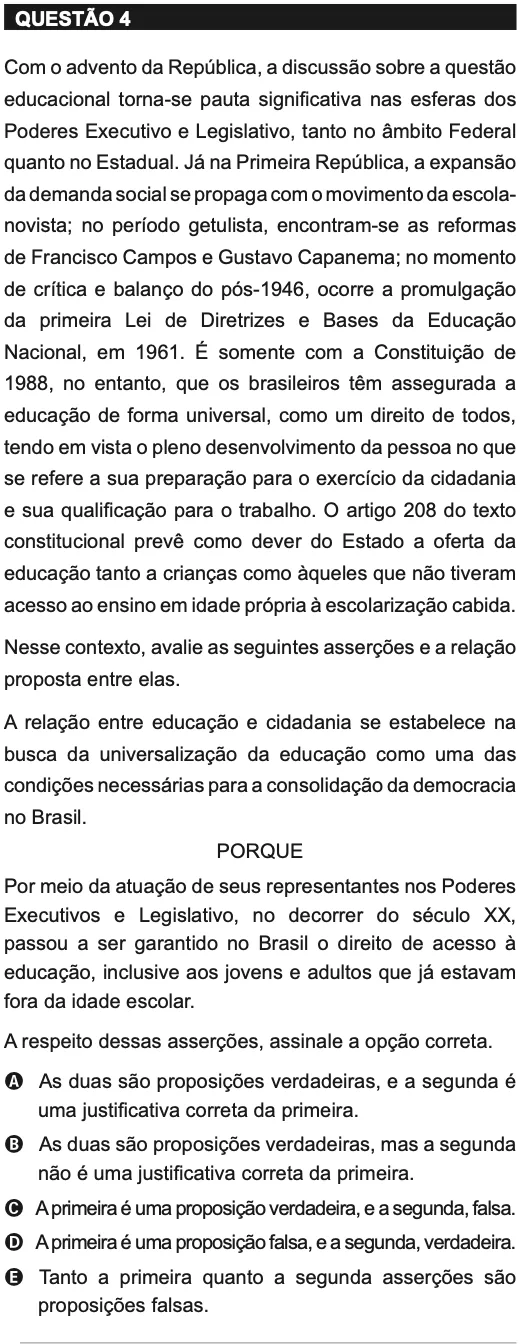 QUESTÃO 4
Com o advento da República, a discussão sobre a questão
educacional torna-se pauta significativa nas esferas dos
Poderes Executivo e Legislativo, tanto no âmbito Federal
quanto no Estadual. Já na Primeira República, a expansão
da demanda social se propaga com o movimento da escola-
novista; no período getulista, encontram-se as reformas
de Francisco Campos e Gustavo Capanema; no momento
de crítica e balanço do pós-1946, ocorre a promulgação
da primeira Lei de Diretrizes e Bases da Educação
Nacional, em 1961. É somente com a Constituição de
1988, no entanto, que os brasileiros têm assegurada a
educação de forma universal, como um direito de todos,
tendo em vista o pleno desenvolvimento da pessoa no que
se refere a sua preparação para o exercício da cidadania
e sua qualificação para o trabalho. O artigo 208 do texto
constitucional prevê como dever do Estado a oferta da
educação tanto a crianças como àqueles que não tiveram
acesso ao ensino em idade própria à escolarização cabida.
Nesse contexto, avalie as seguintes asserções e a relação
proposta entre elas.
A relação entre educação e cidadania se estabelece na
busca da universalização da educação como uma das
condições necessárias para a consolidação da democracia
no Brasil.
PORQUE
Por meio da atuação de seus representantes nos Poderes
Executivos e Legislativo, no decorrer do século XX,
passou a ser garantido no Brasil o direito de acesso à
educação, inclusive aos jovens e adultos que já estavam
fora da idade escolar.
A respeito dessas asserções, assinale a opção correta.
A As duas são proposições verdadeiras, e a segunda é
uma justificativa correta da primeira.
B As duas são proposições verdadeiras, mas a segunda
não é uma justificativa correta da primeira.
C A primeira é uma proposição verdadeira, e a segunda, falsa.
D A primeira é uma proposição falsa, e a segunda, verdadeira.
E Tanto a primeira quanto a segunda asserções são
proposições falsas.